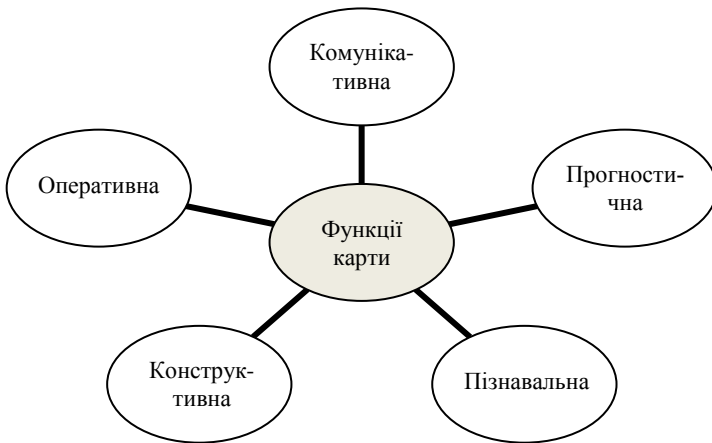 Комуніка-
тивна
Оперативна
Прогности-
чна
Функції
карти
Конструк-
тивна
Пізнавальна